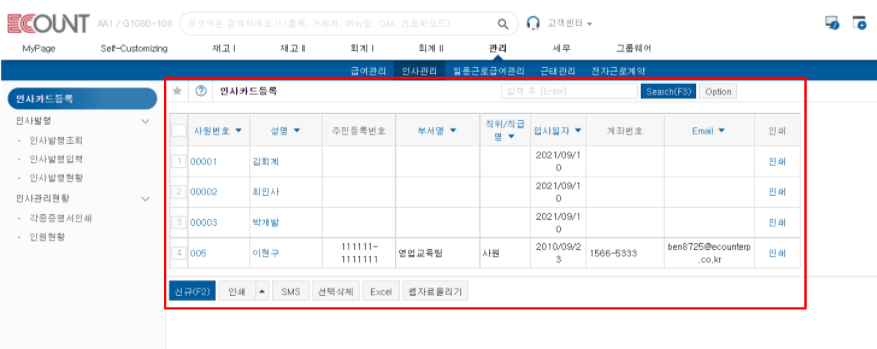 ECOUNT AA1 / G1080-108 무엇이든 검색하세요 !! (품목, 거래처, 메뉴얼, Q&A, 전표바코드) 고객센터
MyPage Self-Customizing 재고 I 재고 II 회계 I 회계 II 관리 세무 그룹웨어
급여관리 인사관리 일용근로급여관리 근태관리 전자근로계약
인사카드등록
인사발령
· 인사발령조회
· 인사발령입력
· 인사발령현황
인사관리현황
· 각종증명서인쇄
· 인원현황
인사카드등록 입력 후 [Enter] Search(F3) Option
사원번호 ▼ 성명 ▼ 주민등록번호 부서명 ▼ 직위/직급
명 ▼ 입사일자 ▼ 계좌번호 Email ▼ 인쇄
1 00001 김회계 2021/09/1
0 인쇄
2 00002 최인사 2021/09/1
0 인쇄
3 00003 박개발 2021/09/1
0 인쇄
4 005 이현구 111111-
1111111 영업교육팀 사원 2010/09/2
3 1566-5333 ben8725@ecounterp
.co.kr 인쇄
신규(F2) 인쇄 ▲ SMS 선택삭제 Excel 웹자료올리기